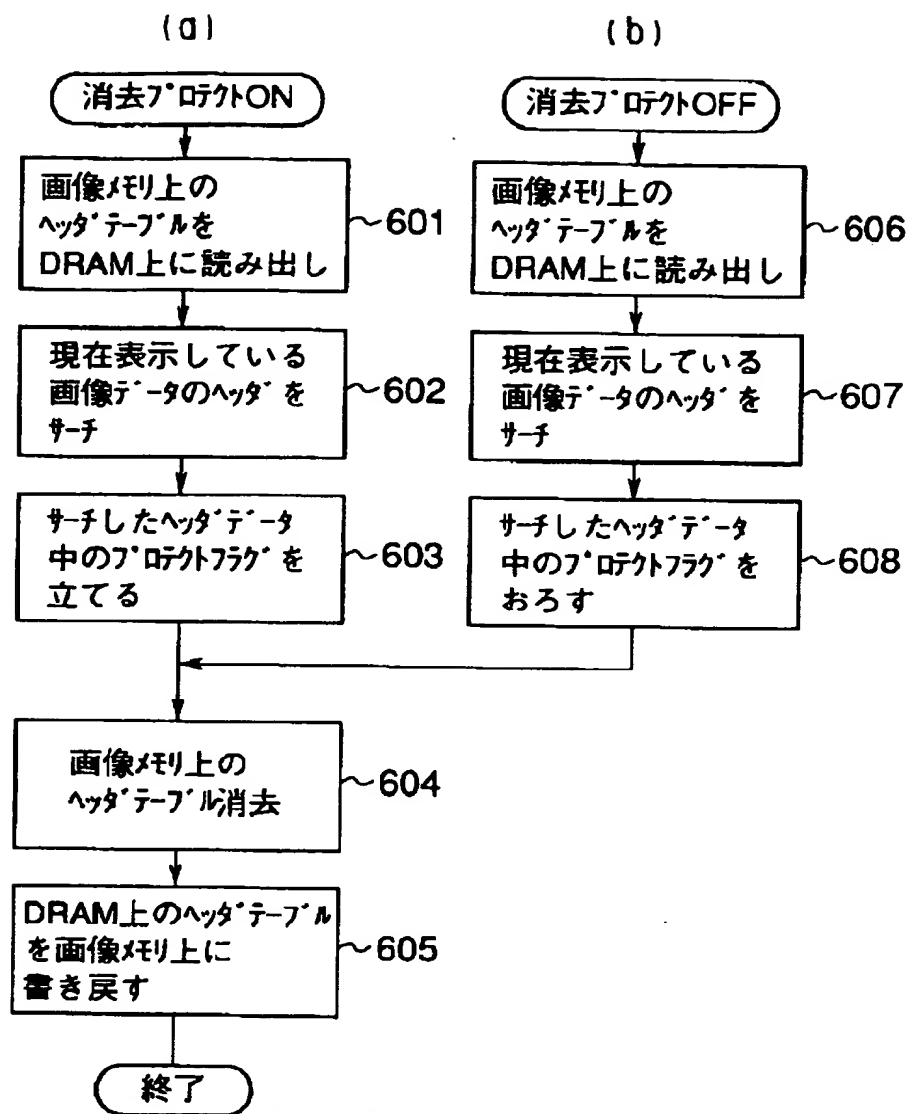 (a)
消去プロテクトON
画像メモリ上の
ヘッダテーブルを
DRAM上に読み出し
601
現在表示している
画像データのヘッダを
サーチ
602
サーチしたヘッダデータ
中のプロテクトフラグを
立てる
603
画像メモリ上の
ヘッダテーブル消去
604
DRAM上のヘッダテーブル
を画像メモリ上に
書き戻す
605
終了
(b)
消去プロテクトOFF
画像メモリ上の
ヘッダテーブルを
DRAM上に読み出し
606
現在表示している
画像データのヘッダを
サーチ
607
サーチしたヘッダデータ
中のプロテクトフラグを
おろす
608